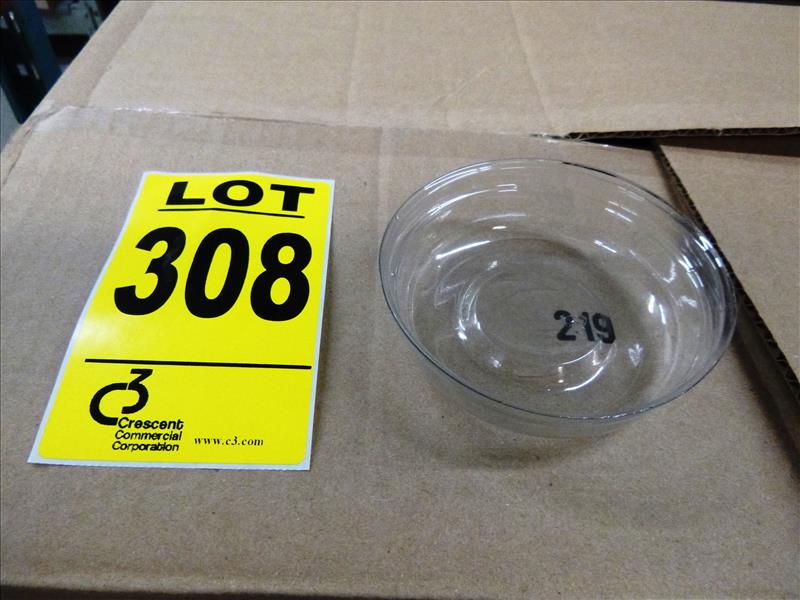 LOT
308
C3
Crescent
Commercial
Corporation
www.c3.com
219